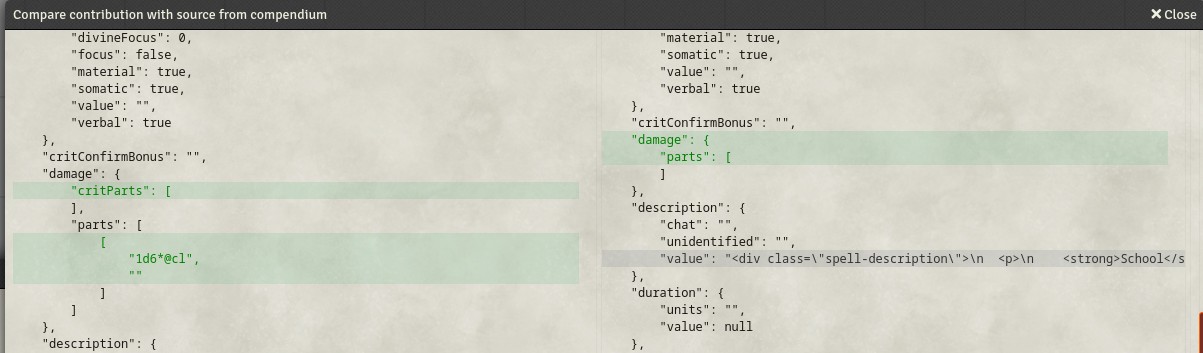 Compare contribution with source from compendium
Close
"divineFocus": 0,
"focus": false,
"material": true,
"somatic": true,
"value": "",
"verbal": true
},
"critConfirmBonus": "",
"damage": {
"critParts": [
],
"parts": [
[
"1d6*@cl",
""
]
]
},
"description": {
"material": true,
"somatic": true,
"value": "",
"verbal": true
},
"critConfirmBonus": "",
"damage": {
"parts": [
]
},
"description": {
"chat": "",
"unidentified": "",
"value": "<div class=\"spell-description\">\n  <p>\n    <strong>School</s
},
"duration": {
"units": "",
"value": null
},